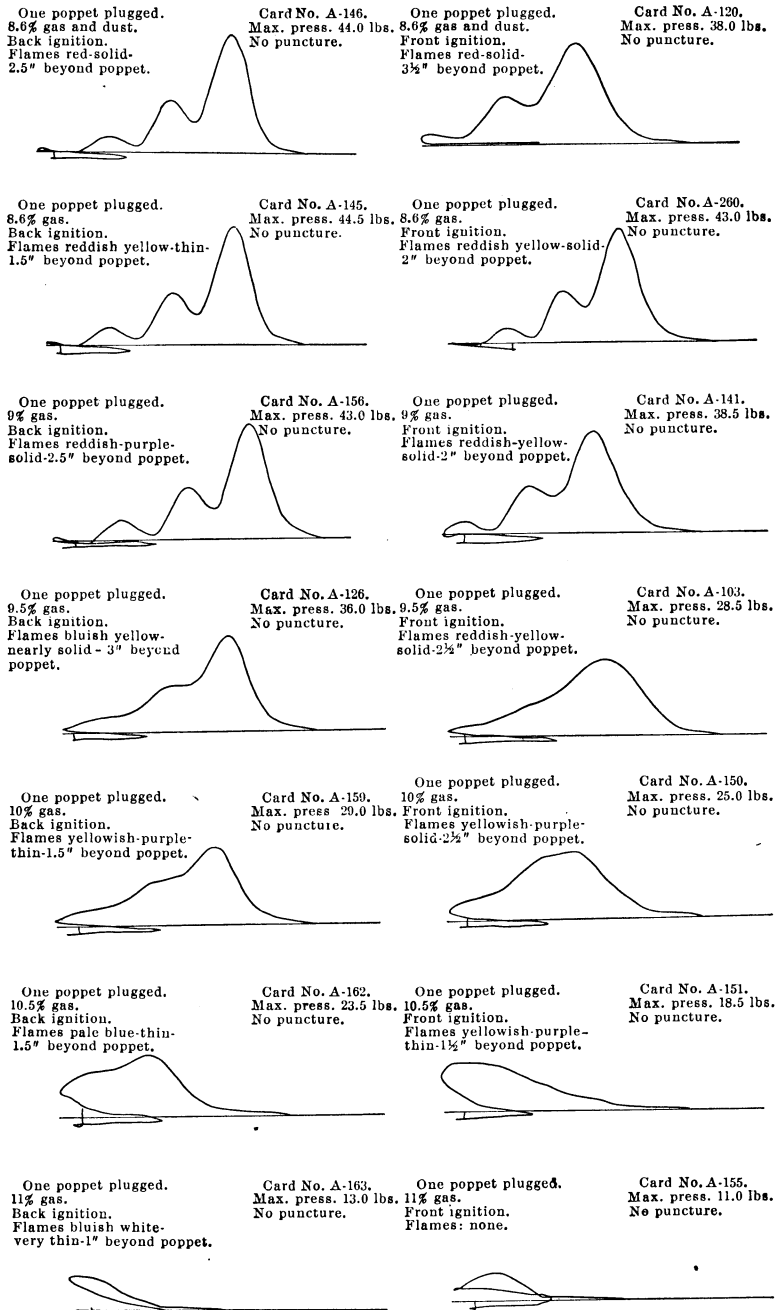 One poppet plugged.
8.6% gas and dust.
Back ignition.
Flames red-solid-
2.5" beyond poppet.
Card No. A-146.
Max. press. 44.0 lbs.
No puncture.
One poppet plugged.
8.6% gas and dust.
Front ignition.
Flames red-solid-
3½" beyond poppet.
Card No. A-120.
Max. press. 38.0 lbs.
No puncture.
One poppet plugged.
8.6% gas.
Back ignition.
Flames reddish yellow-thin-
1.5" beyond poppet.
Card No. A-145.
Max. press. 44.5 lbs.
No puncture.
One poppet plugged.
8.6% gas.
Front ignition.
Flames reddish yellow-solid-
2" beyond poppet.
Card No. A-260.
Max. press. 43.0 lbs.
No puncture.
One poppet plugged.
9% gas.
Back ignition.
Flames reddish-purple-
solid-2.5" beyond poppet.
Card No. A-156.
Max. press. 43.0 lbs.
No puncture.
One poppet plugged.
9% gas.
Front ignition.
Flames reddish-yellow-
solid-2" beyond poppet.
Card No. A-141.
Max. press. 38.5 lbs.
No puncture.
One poppet plugged.
9.5% gas.
Back ignition.
Flames bluish yellow-
nearly solid - 3" beyond
poppet.
Card No. A-126.
Max. press. 36.0 lbs.
No puncture.
One poppet plugged.
9.5% gas.
Front ignition.
Flames reddish-yellow-
solid-2½" beyond poppet.
Card No. A-103.
Max. press. 28.5 lbs.
No puncture.
One poppet plugged.
10% gas.
Back ignition.
Flames yellowish-purple-
thin-1.5" beyond poppet.
Card No. A-159.
Max. press 29.0 lbs.
No puncture.
One poppet plugged.
10% gas.
Front ignition.
Flames yellowish-purple-
solid-2½" beyond poppet.
Card No. A-150.
Max. press. 25.0 lbs.
No puncture.
One poppet plugged.
10.5% gas.
Back ignition.
Flames pale blue-thin-
1.5" beyond poppet.
Card No. A-162.
Max. press. 23.5 lbs.
No puncture.
One poppet plugged.
10.5% gas.
Front ignition.
Flames yellowish-purple-
thin-1½" beyond poppet.
Card No. A-151.
Max. press. 18.5 lbs.
No puncture.
One poppet plugged.
11% gas.
Back ignition.
Flames bluish white-
very thin-1" beyond poppet.
Card No. A-163.
Max. press. 13.0 lbs.
No puncture.
One poppet plugged.
11% gas.
Front ignition.
Flames: none.
Card No. A-155.
Max. press. 11.0 lbs.
No puncture.